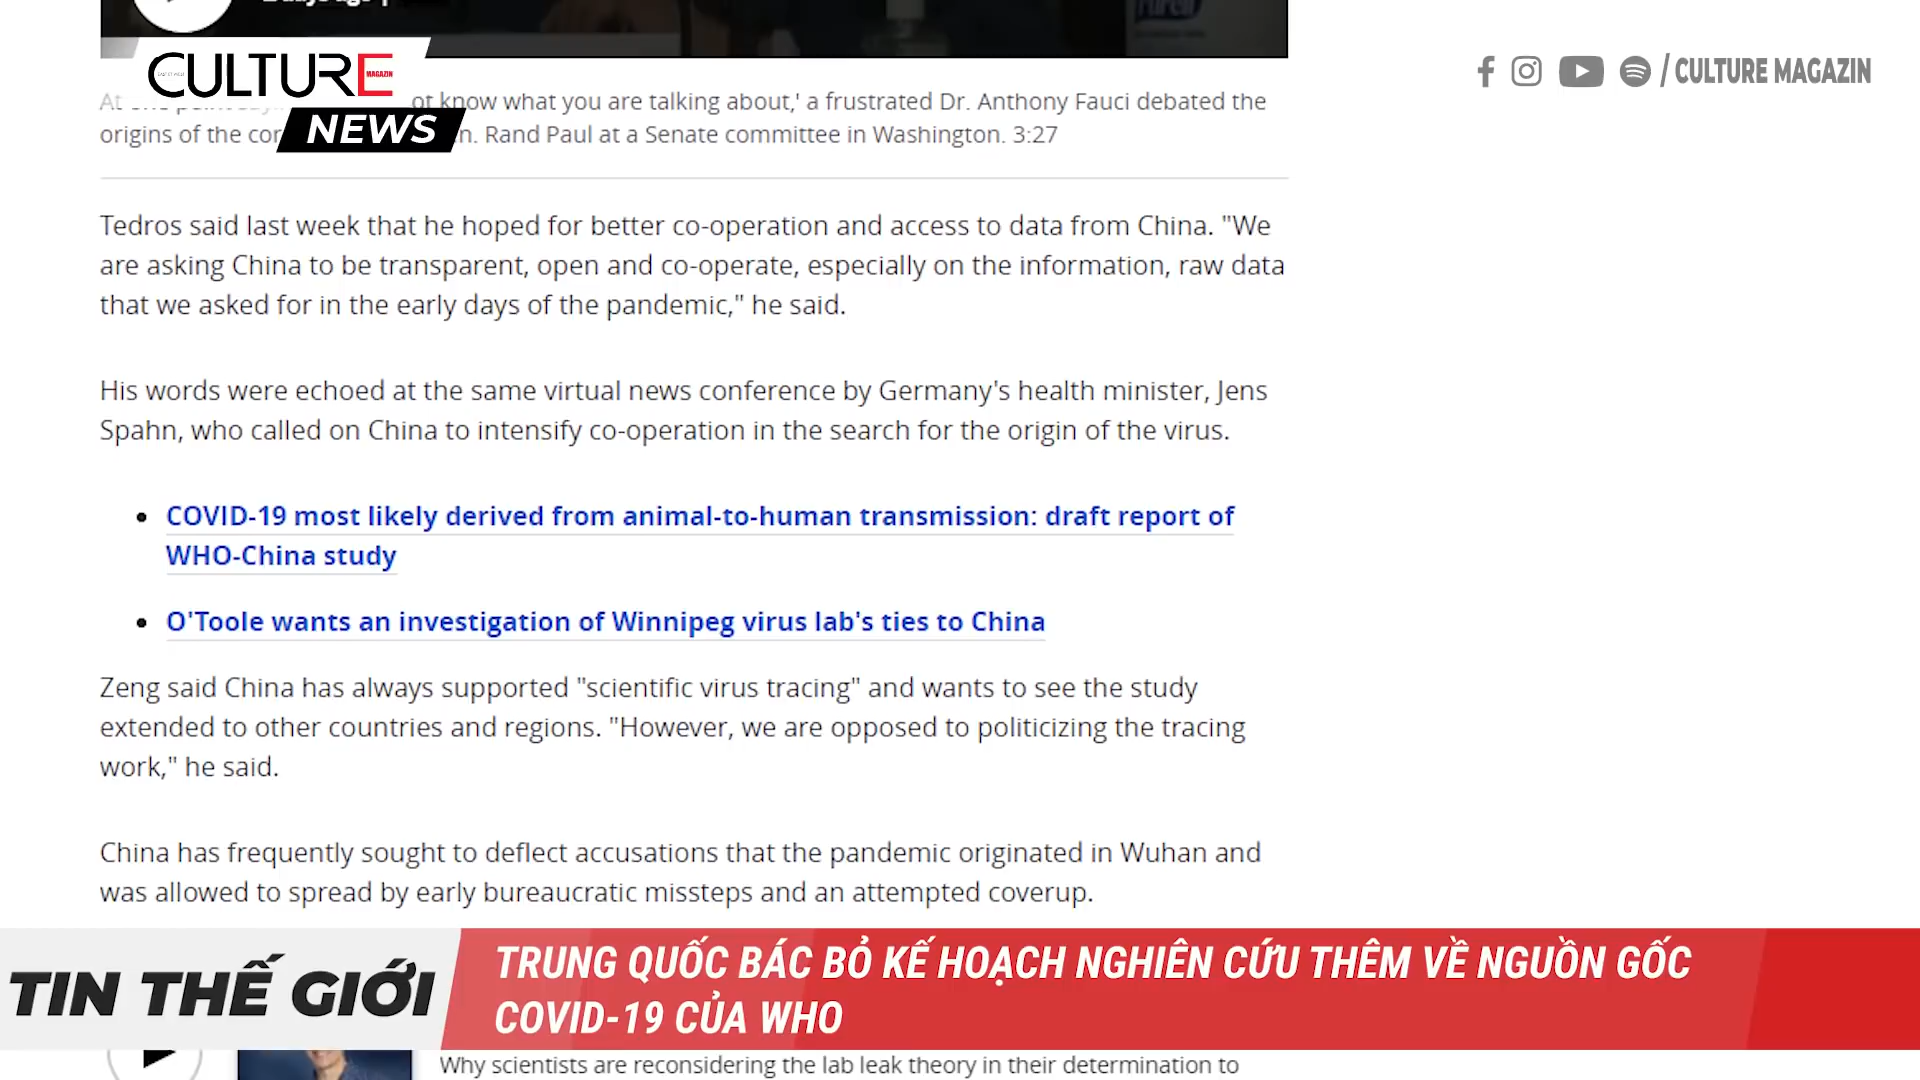 CULTURE
MAGAZIN
NEWS
/ CULTURE MAGAZIN
At ot know what you are talking about,' a frustrated Dr. Anthony Fauci debated the
origins of the n. Rand Paul at a Senate committee in Washington. 3:27
Tedros said last week that he hoped for better co-operation and access to data from China. "We
are asking China to be transparent, open and co-operate, especially on the information, raw data
that we asked for in the early days of the pandemic," he said.
His words were echoed at the same virtual news conference by Germany's health minister, Jens
Spahn, who called on China to intensify co-operation in the search for the origin of the virus.
• COVID-19 most likely derived from animal-to-human transmission: draft report of
WHO-China study
• O'Toole wants an investigation of Winnipeg virus lab's ties to China
Zeng said China has always supported "scientific virus tracing" and wants to see the study
extended to other countries and regions. "However, we are opposed to politicizing the tracing
work," he said.
China has frequently sought to deflect accusations that the pandemic originated in Wuhan and
was allowed to spread by early bureaucratic missteps and an attempted coverup.
TIN THẾ GIỚI
TRUNG QUỐC BÁC BỎ KẾ HOẠCH NGHIÊN CỨU THÊM VỀ NGUỒN GỐC
COVID-19 CỦA WHO
Why scientists are reconsidering the lab leak theory in their determination to